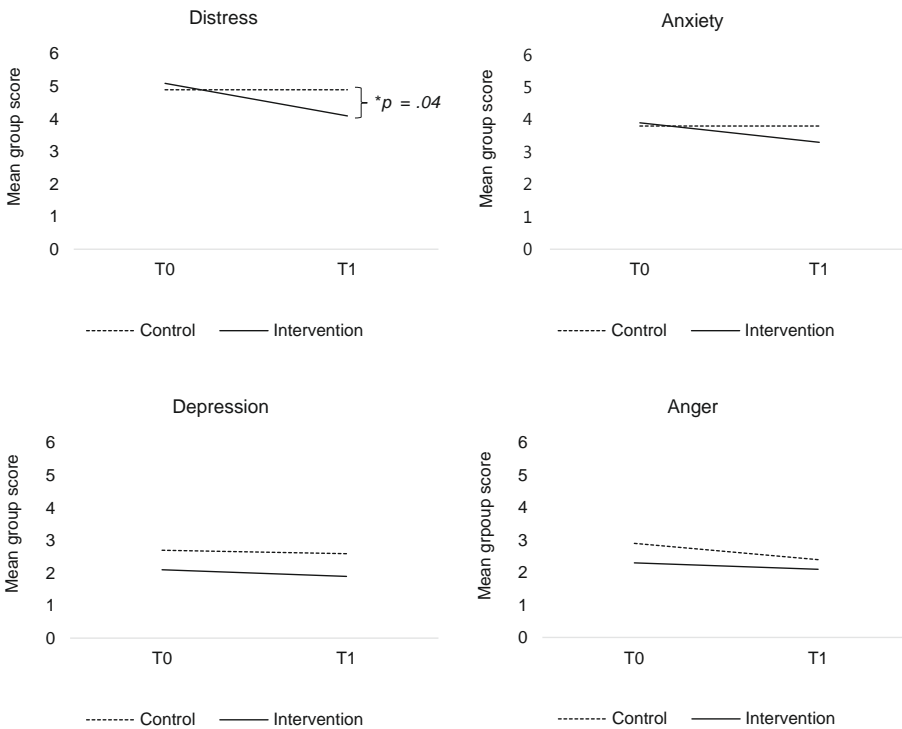 Distress
Mean group score
6
5
4
3
2
1
0
*p = .04
T0 T1
Control Intervention
Anxiety
Mean group score
6
5
4
3
2
1
0
T0 T1
Control Intervention
Depression
Mean group score
6
5
4
3
2
1
0
T0 T1
Control Intervention
Anger
Mean grpoup score
6
5
4
3
2
1
0
T0 T1
Control Intervention